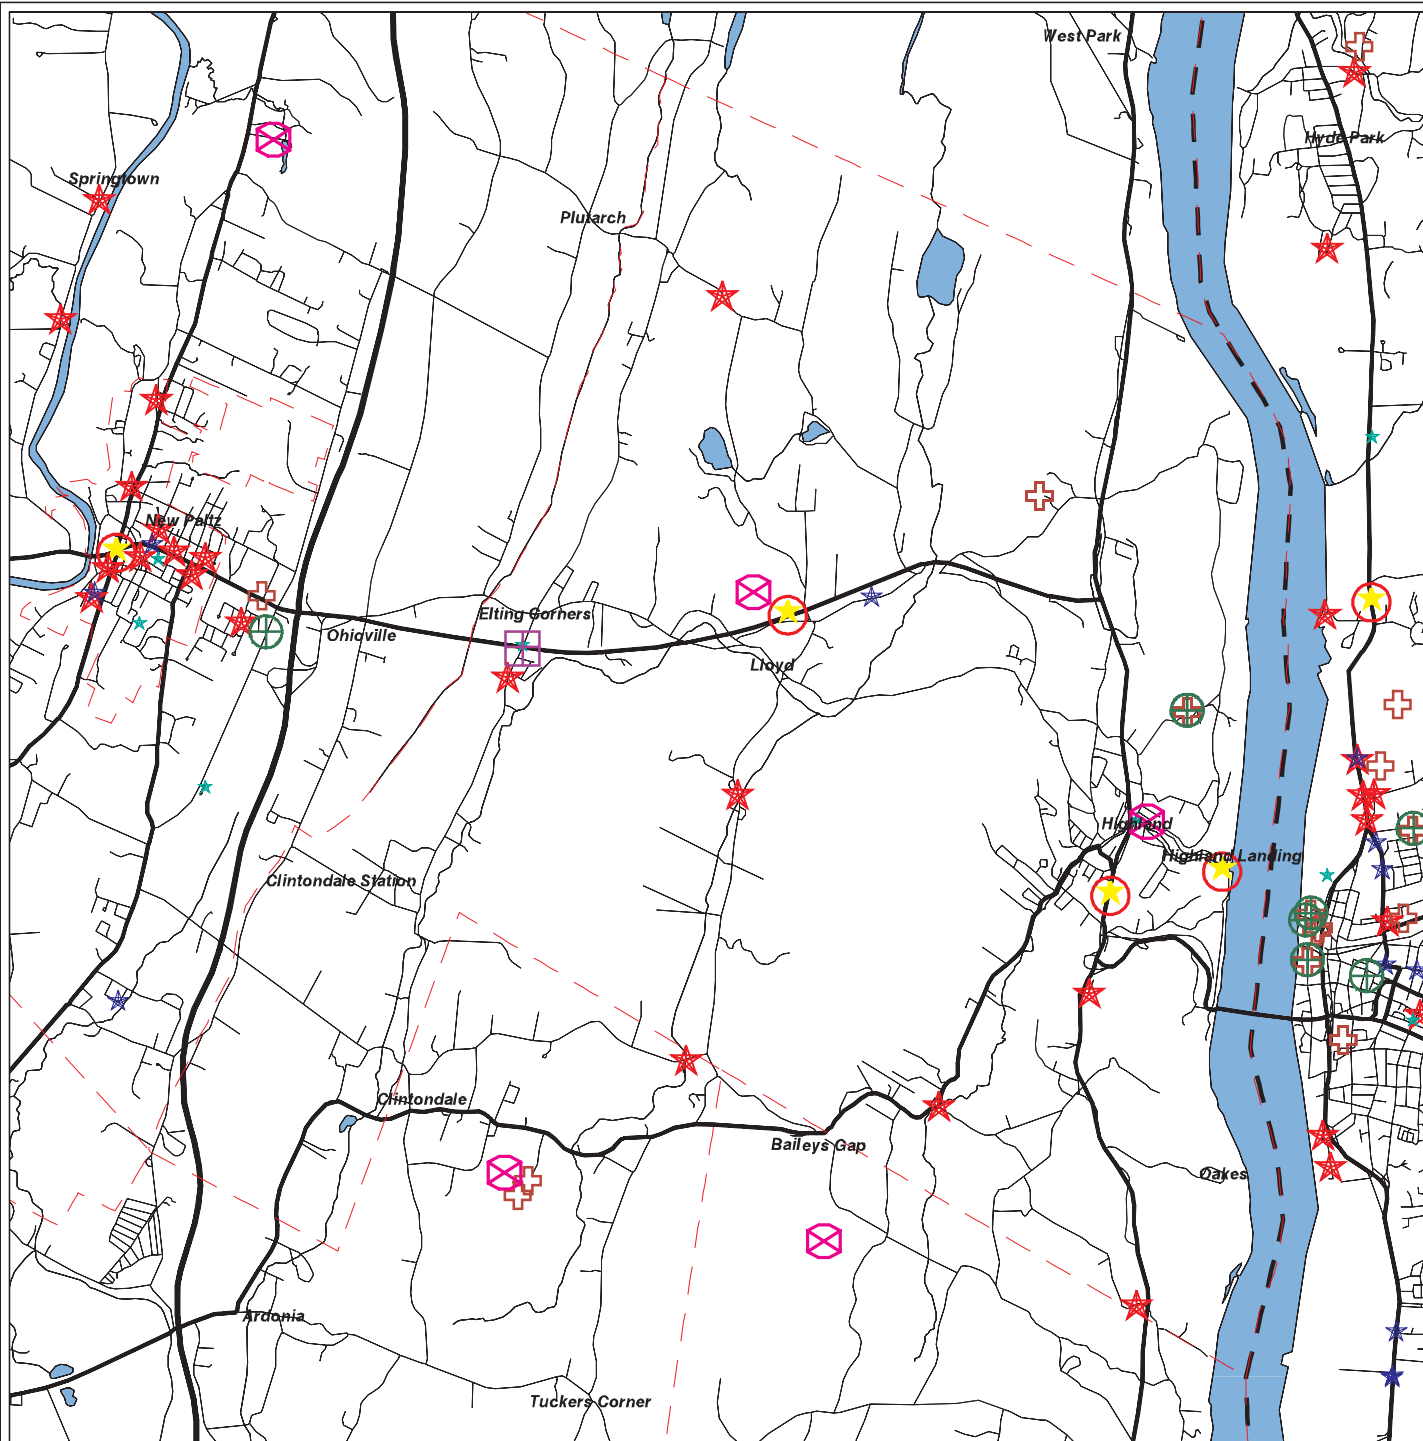 West Park
Hyde Park
Springtown
Plutarch
New Paltz
Elting Corners
Ohioville
Lloyd
Highland
Highland Landing
Clintondale Station
Clintondale
Baileys Gap
Oakes
Ardonia
Tuckers Corner